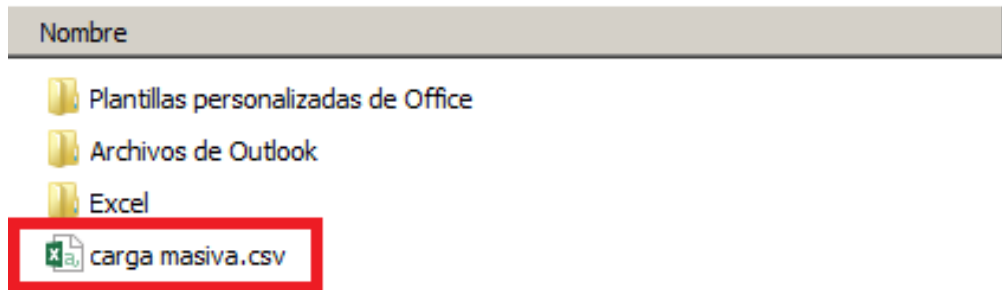 Nombre
Plantillas personalizadas de Office
Archivos de Outlook
Excel
carga masiva.csv